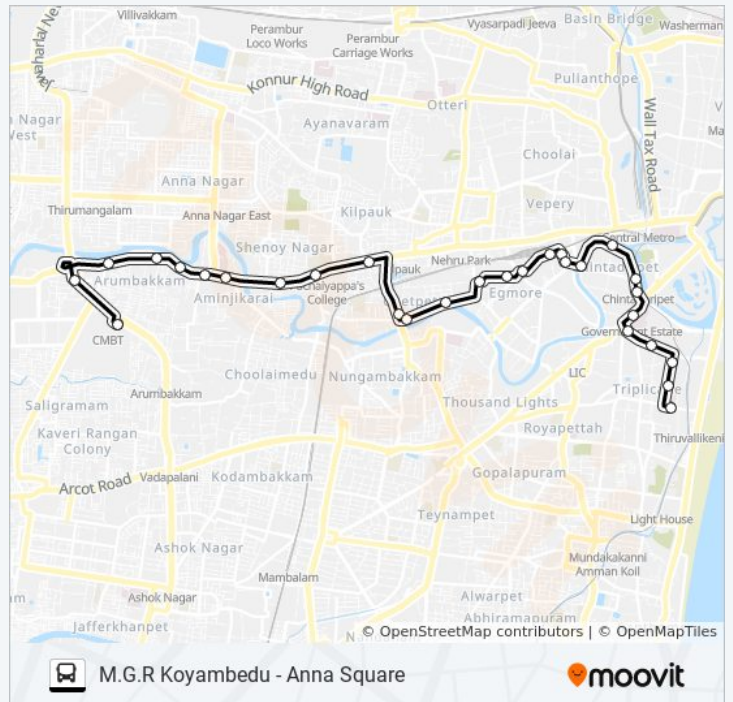 Villivakkam
Vyasarpadi Jeeva
Basin Bridge
Washerman
Perambur
Loco Works
Perambur
Carriage Works
Konnur High Road
Pulianthope
Otteri
Wall Tax Road
Ayanavaram
n Nagar
West
Choolai
Anna Nagar
Thirumangalam
Anna Nagar East
Kilpauk
Vepery
Shenoy Nagar
Central Metro
Nehru Park
Arumbakkam
Aminjikarai
College
Egmore
Government Estate
CMBT
Choolaimedu
Nungambakkam
LIC
Arumbakkam
Thousand Lights
Saligramam
Royapettah
Kaveri Rangan
Colony
Thiruvallikeni
Arcot Road
Vadapalani
Kodambakkam
Gopalapuram
Teynampet
Light House
Ashok Nagar
Mundakakanni
Amman Koil
Mambalam
Ashok Nagar
Alwarpet
Abhiramapuram
Jafferkhanpet
© OpenStreetMap contributors | © OpenMapTiles
M.G.R Koyambedu - Anna Square
moovit